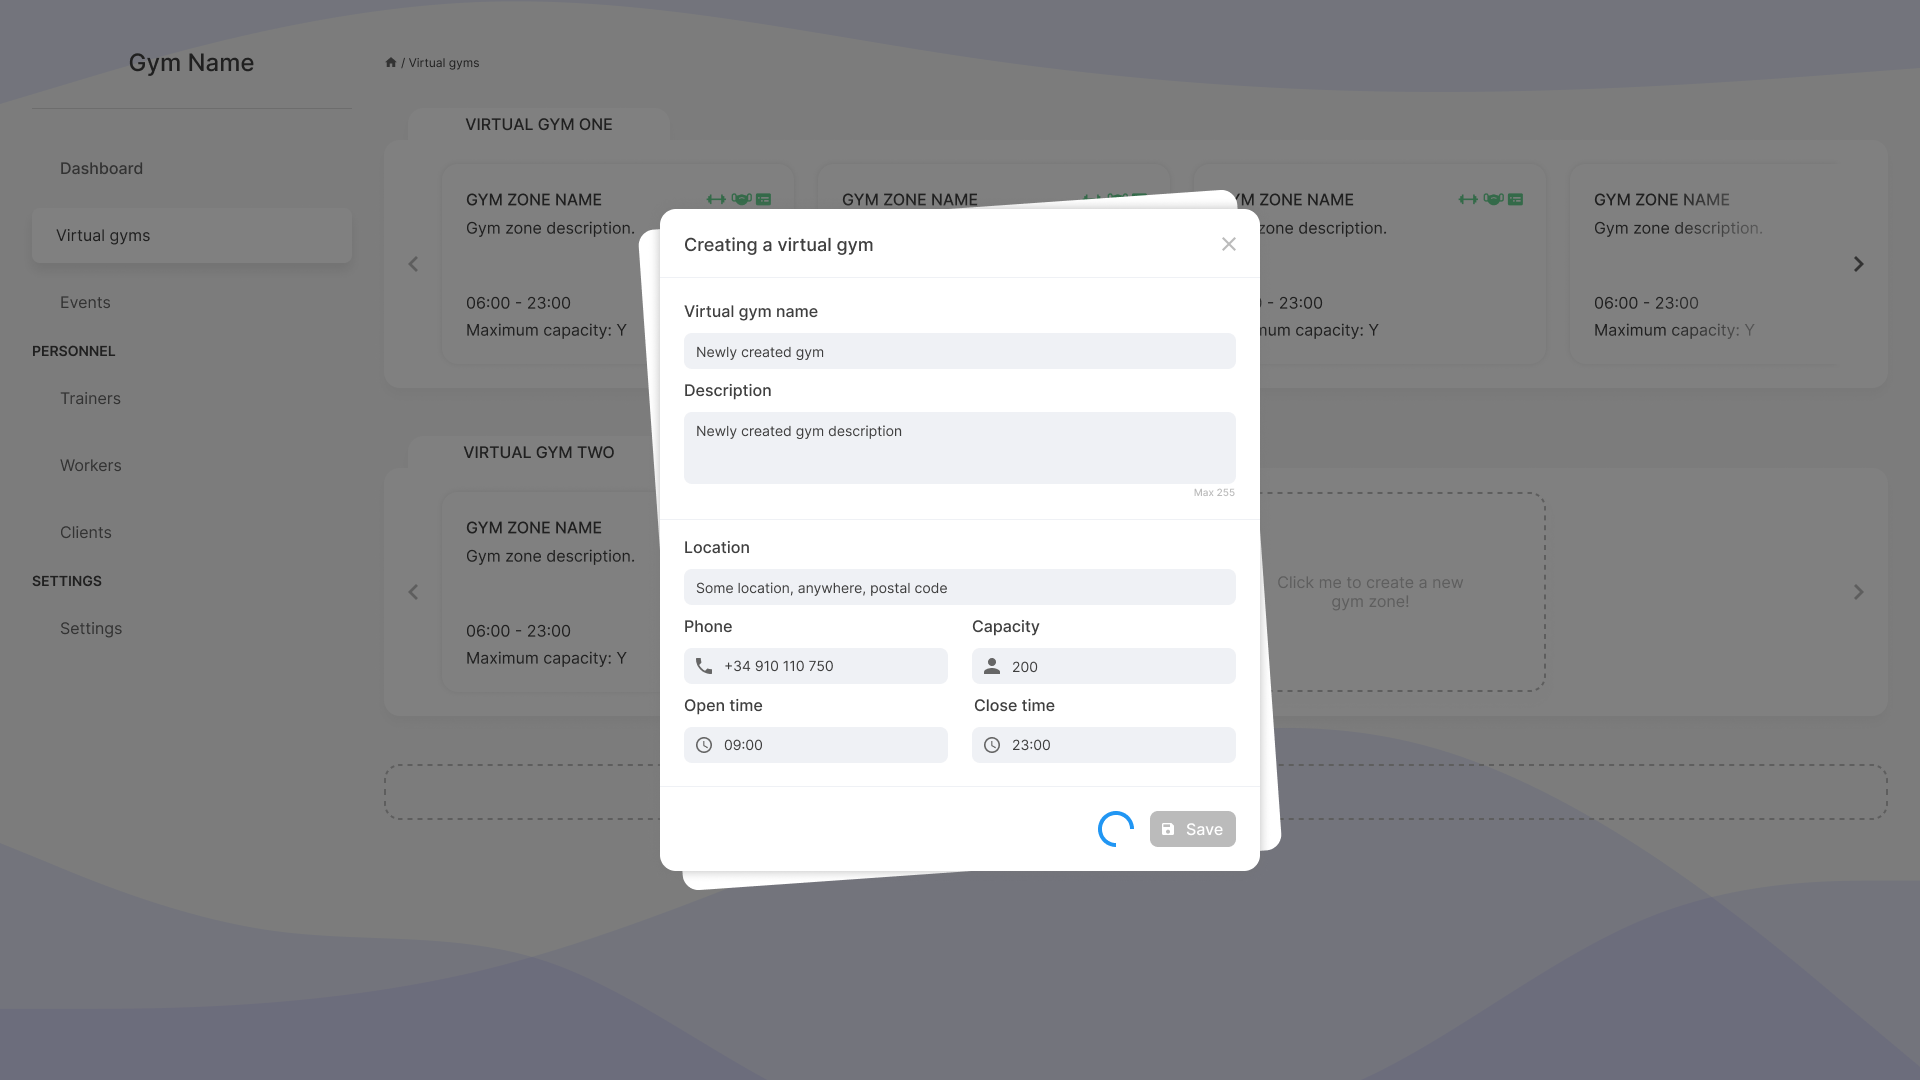 Gym Name
/ Virtual gyms
Dashboard
Virtual gyms
Events
PERSONNEL
Trainers
Workers
Clients
SETTINGS
Settings
VIRTUAL GYM ONE
GYM ZONE NAME
Gym zone description.
06:00 - 23:00
Maximum capacity: Y
GYM ZONE NAME
YM ZONE NAME
zone description.
- 23:00
mum capacity: Y
GYM ZONE NAME
Gym zone description.
06:00 - 23:00
Maximum capacity: Y
VIRTUAL GYM TWO
GYM ZONE NAME
Gym zone description.
06:00 - 23:00
Maximum capacity: Y
Click me to create a new
gym zone!
Creating a virtual gym
Virtual gym name
Newly created gym
Description
Newly created gym description
Max 255
Location
Some location, anywhere, postal code
Phone
Capacity
+34 910 110 750
200
Open time
Close time
09:00
23:00
Save